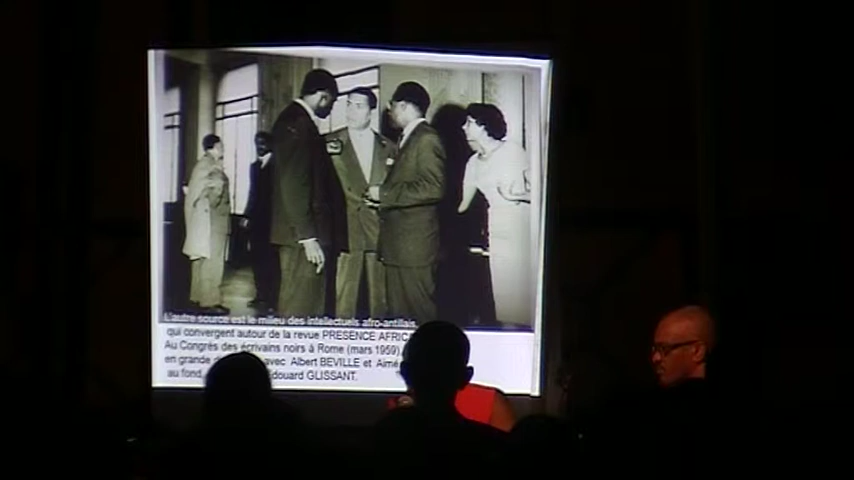 L'autre source est le milieu des intellectuels afro-antillais,
qui convergent autour de la revue PRESENCE AFRIC
Au Congrès des écrivains noirs à Rome (mars 1959),
en grande avec Albert BEVILLE et Aimé
au fond, douard GLISSANT.